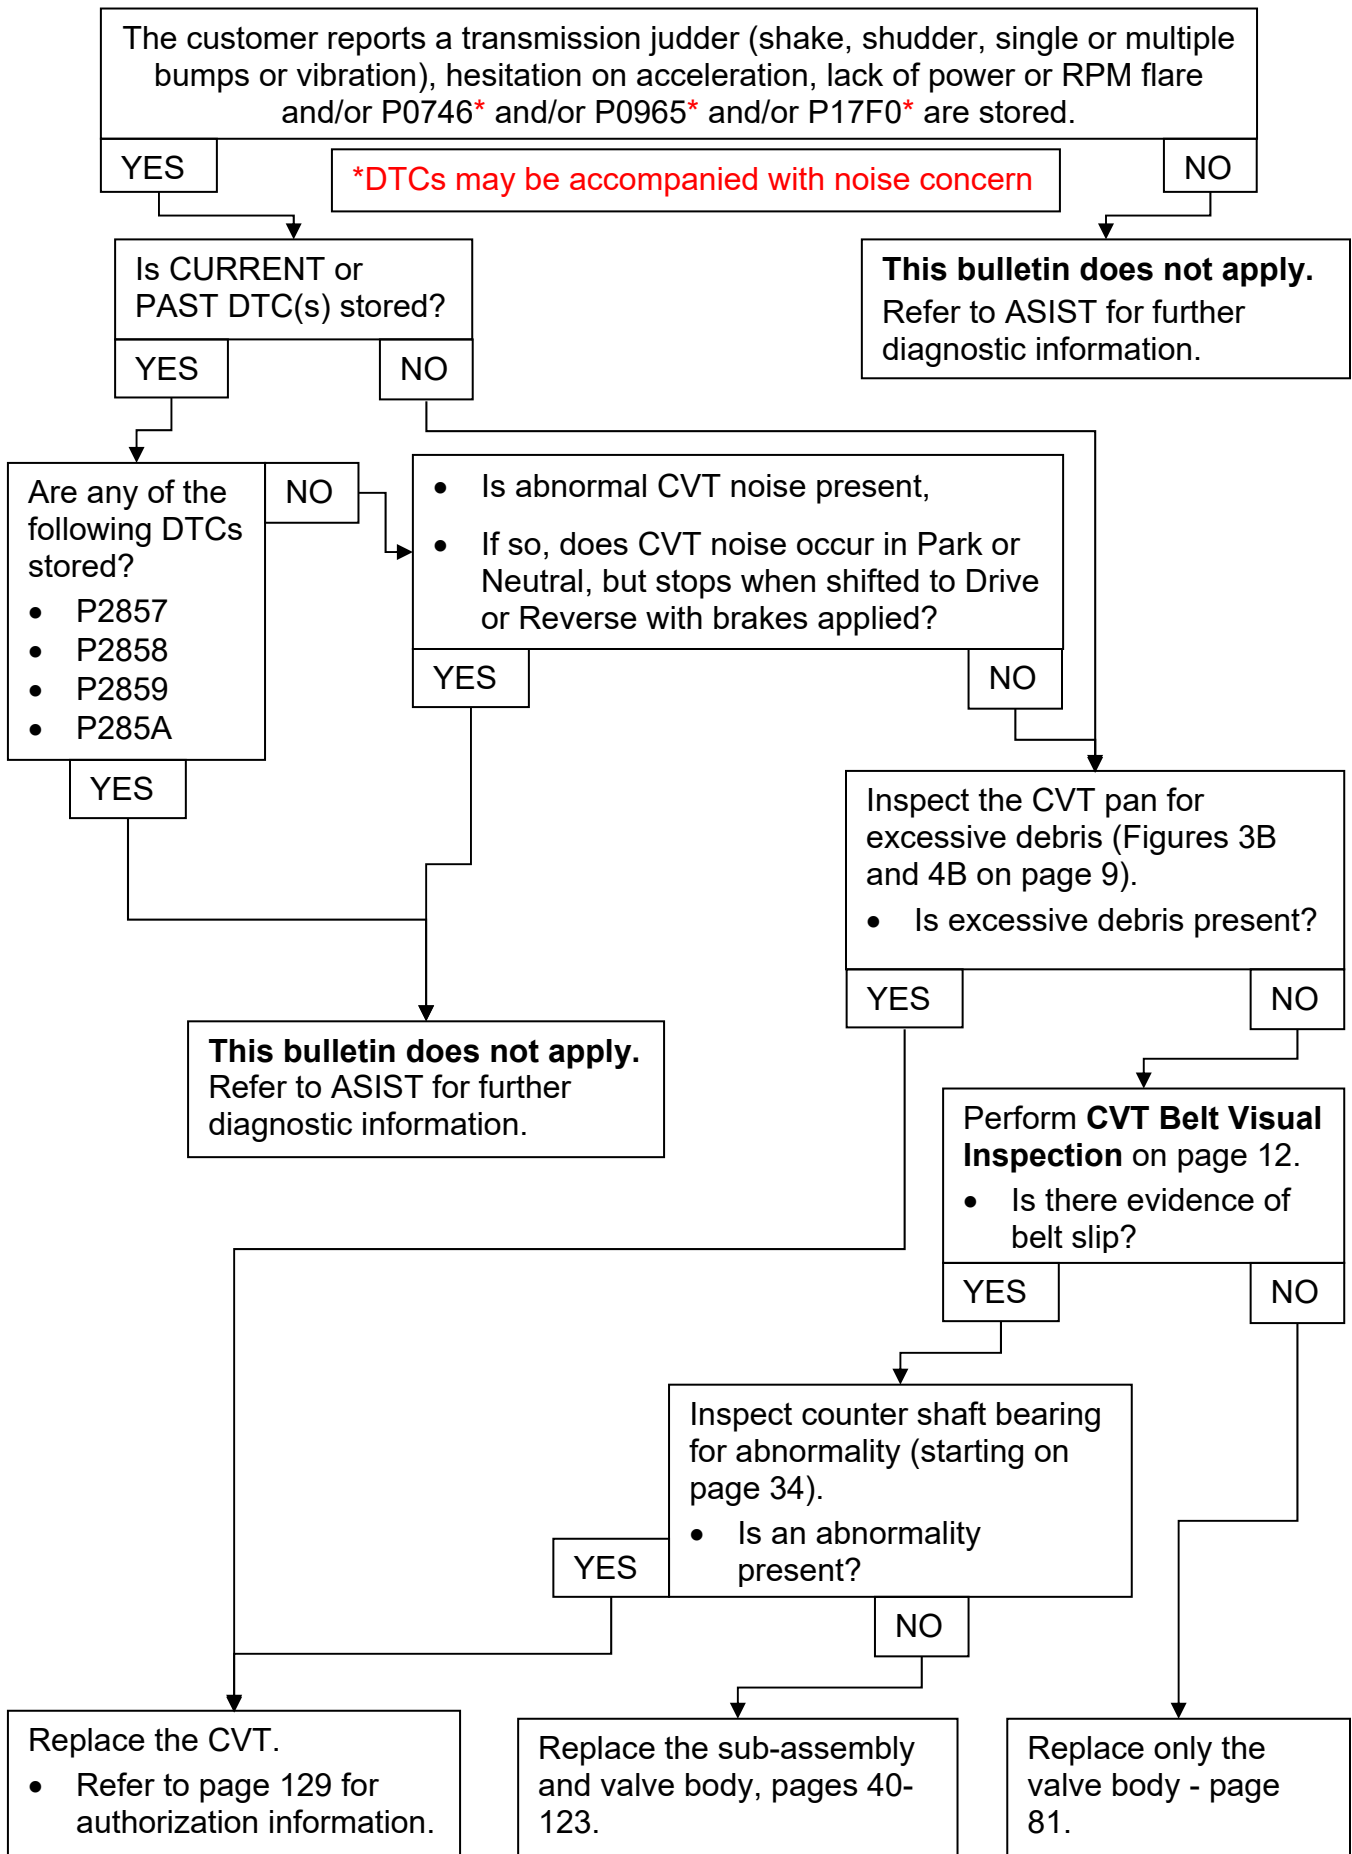 The customer reports a transmission judder (shake, shudder, single or multiple
bumps or vibration), hesitation on acceleration, lack of power or RPM flare
and/or P0746* and/or P0965* and/or P17F0* are stored.
YES
*DTCs may be accompanied with noise concern
NO
Is CURRENT or
PAST DTC(s) stored?
YES
NO
This bulletin does not apply.
Refer to ASIST for further
diagnostic information.
Are any of the
following DTCs
stored?
• P2857
• P2858
• P2859
• P285A
NO
YES
• Is abnormal CVT noise present,
• If so, does CVT noise occur in Park or
Neutral, but stops when shifted to Drive
or Reverse with brakes applied?
YES
NO
Inspect the CVT pan for
excessive debris (Figures 3B
and 4B on page 9).
• Is excessive debris present?
YES
NO
This bulletin does not apply.
Refer to ASIST for further
diagnostic information.
Perform CVT Belt Visual
Inspection on page 12.
• Is there evidence of
belt slip?
YES
NO
Inspect counter shaft bearing
for abnormality (starting on
page 34).
• Is an abnormality
present?
YES
NO
Replace the CVT.
• Refer to page 129 for
authorization information.
Replace the sub-assembly
and valve body, pages 40-
123.
Replace only the
valve body - page
81.